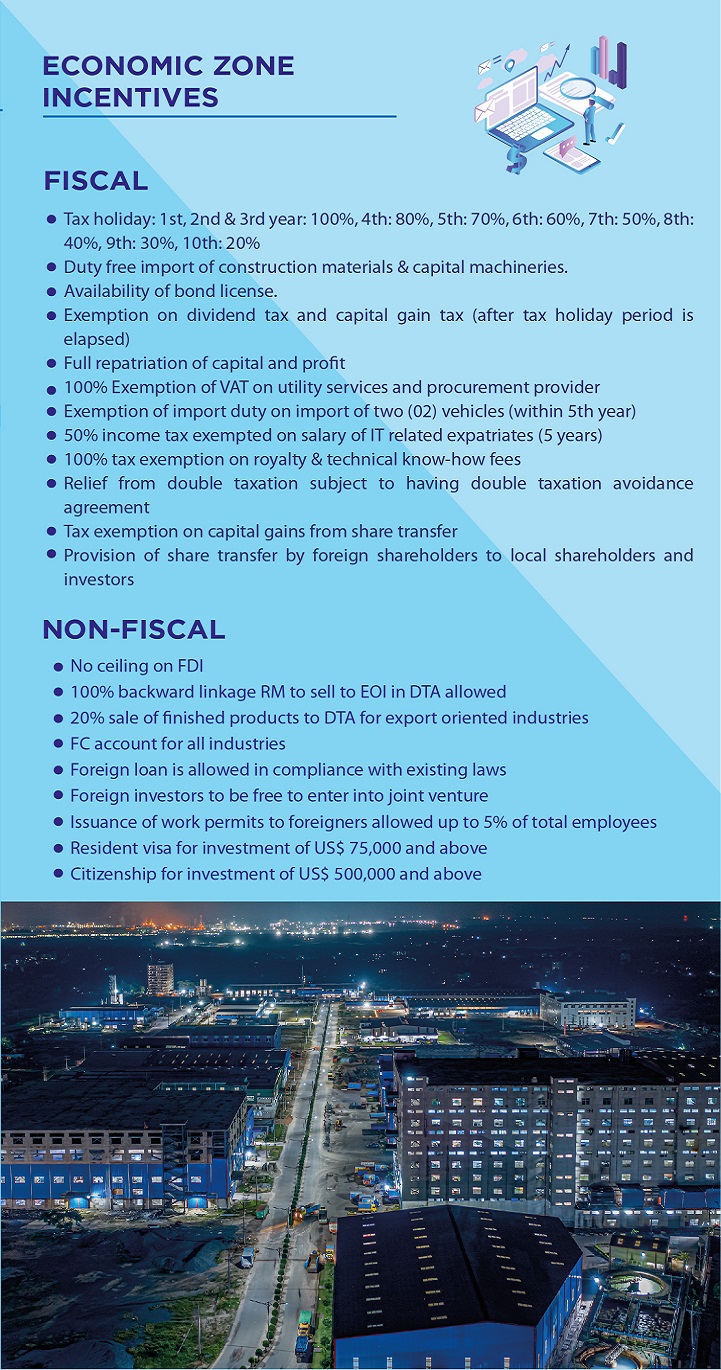 ECONOMIC ZONE
INCENTIVES
FISCAL
• Tax holiday: 1st, 2nd & 3rd year: 100%, 4th: 80%, 5th: 70%, 6th: 60%, 7th: 50%, 8th:
40%, 9th: 30%, 10th: 20%
• Duty free import of construction materials & capital machineries.
• Availability of bond license.
• Exemption on dividend tax and capital gain tax (after tax holiday period is
elapsed)
• Full repatriation of capital and profit
• 100% Exemption of VAT on utility services and procurement provider
• Exemption of import duty on import of two (02) vehicles (within 5th year)
• 50% income tax exempted on salary of IT related expatriates (5 years)
• 100% tax exemption on royalty & technical know-how fees
• Relief from double taxation subject to having double taxation avoidance
agreement
• Tax exemption on capital gains from share transfer
• Provision of share transfer by foreign shareholders to local shareholders and
investors
NON-FISCAL
• No ceiling on FDI
• 100% backward linkage RM to sell to EOI in DTA allowed
• 20% sale of finished products to DTA for export oriented industries
• FC account for all industries
• Foreign loan is allowed in compliance with existing laws
• Foreign investors to be free to enter into joint venture
• Issuance of work permits to foreigners allowed up to 5% of total employees
• Resident visa for investment of US$ 75,000 and above
• Citizenship for investment of US$ 500,000 and above